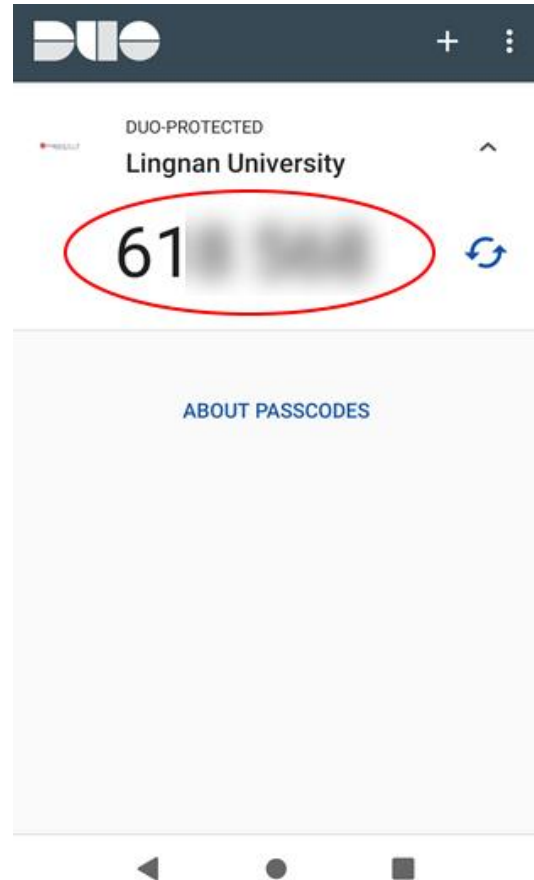 DUO
+
DUO-PROTECTED
Lingnan University
61
ABOUT PASSCODES